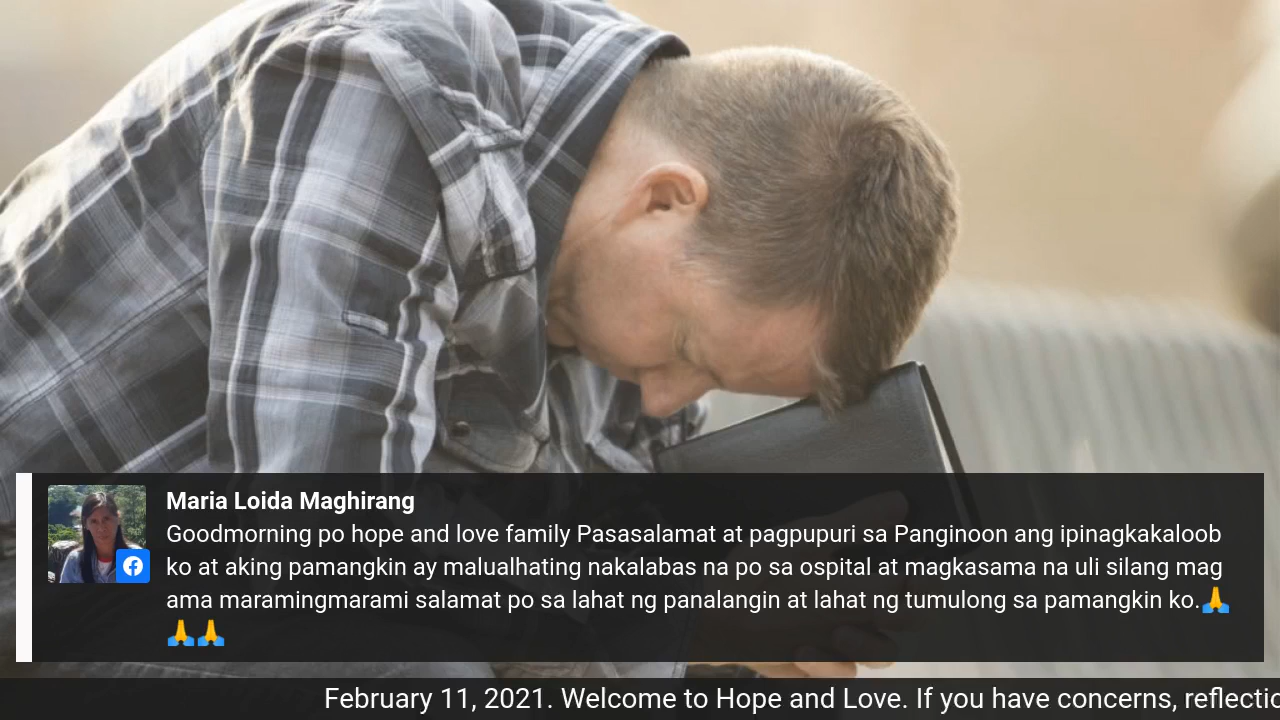 Maria Loida Maghirang
Goodmorning po hope and love family Pasasalamat at pagpupuri sa Panginoon ang ipinagkakaloob
ko at aking pamangkin ay malualhating nakalabas na po sa ospital at magkasama na uli silang mag
ama maramingmarami salamat po sa lahat ng panalangin at lahat ng tumulong sa pamangkin ko.🙏
🙏🙏
February 11, 2021. Welcome to Hope and Love. If you have concerns,